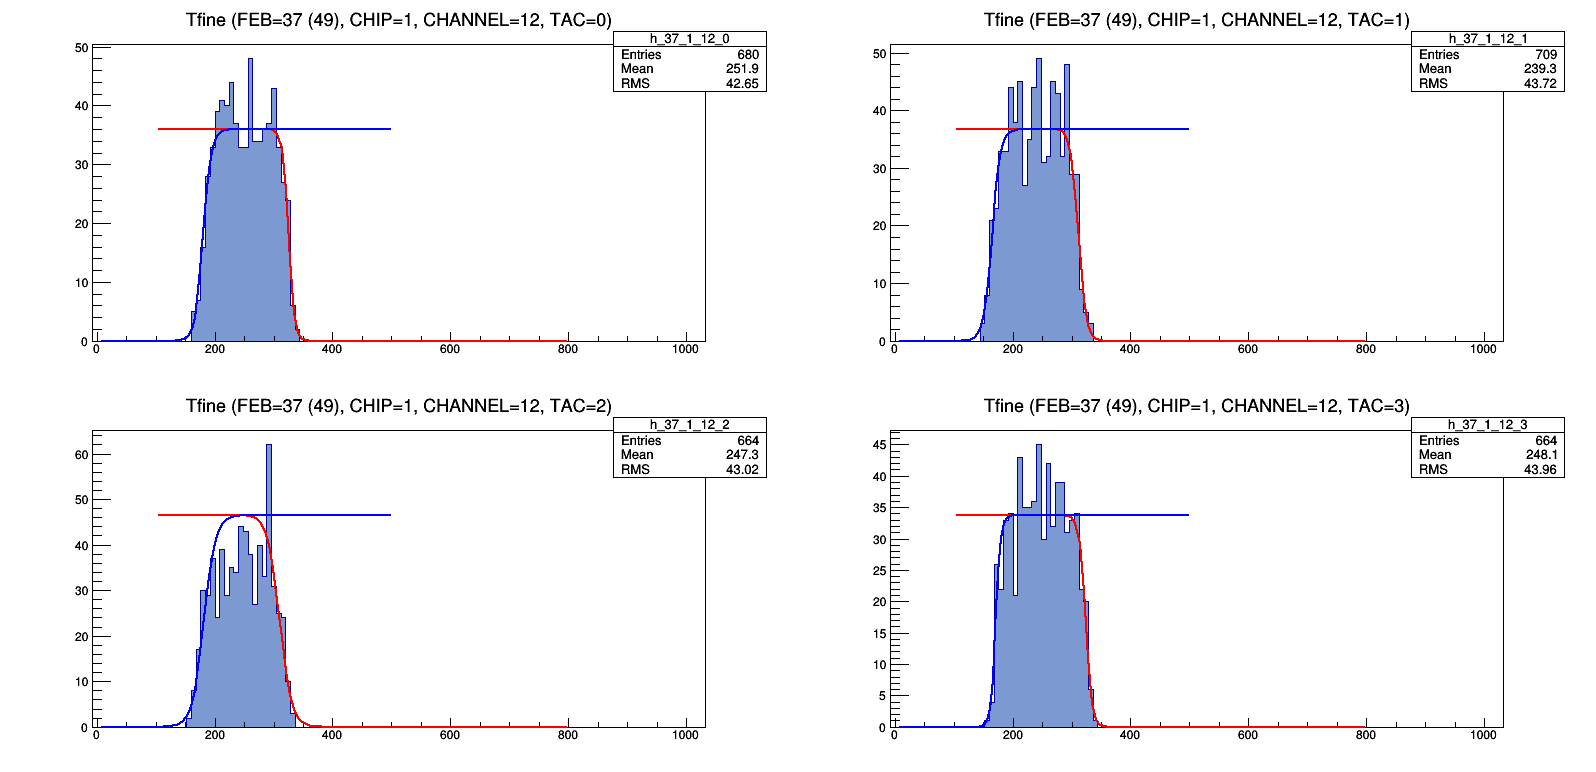 Tfine (FEB=37 (49), CHIP=1, CHANNEL=12, TAC=0)
h_37_1_12_0
Entries 680
Mean 251.9
RMS 42.65
50
40
30
20
10
0
0 200 400 600 800 1000
Tfine (FEB=37 (49), CHIP=1, CHANNEL=12, TAC=1)
h_37_1_12_1
Entries 709
Mean 239.3
RMS 43.72
50
40
30
20
10
0
0 200 400 600 800 1000
Tfine (FEB=37 (49), CHIP=1, CHANNEL=12, TAC=2)
h_37_1_12_2
Entries 664
Mean 247.3
RMS 43.02
60
50
40
30
20
10
0
0 200 400 600 800 1000
Tfine (FEB=37 (49), CHIP=1, CHANNEL=12, TAC=3)
h_37_1_12_3
Entries 664
Mean 248.1
RMS 43.96
45
40
35
30
25
20
15
10
5
0
0 200 400 600 800 1000